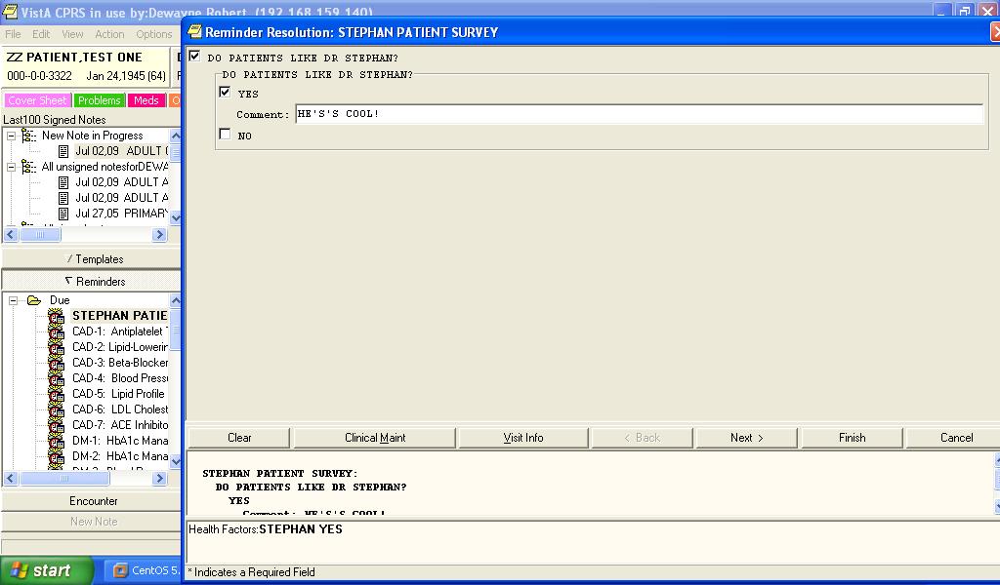 VistA CPRS in use by:Dewayne Robert (192.168.159.140)
File Edit View Action Options
ZZ PATIENT,TEST ONE
000--0-0-3322 Jan 24,1945 (64)
Cover Sheet Problems Meds
Last100 Signed Notes
New Note in Progress
Jul 02,09 ADULT
All unsigned notesforDEWA
Jul 02,09 ADULT A
Jul 02,09 ADULT A
Jul 27,05 PRIMARY
Templates
Reminders
Due
STEPHAN PATIE
CAD-1: Antiplatelet
CAD-2: Lipid-Lowerin
CAD-3: Beta-Blocker
CAD-4: Blood Press
CAD-5: Lipid Profile
CAD-6: LDL Cholest
CAD-7: ACE Inhibito
DM-1: HbA1c Mana
DM-2: HbA1c Mana
Encounter
New Note
start
CentOS 5.
Reminder Resolution: STEPHAN PATIENT SURVEY
DO PATIENTS LIKE DR STEPHAN?
DO PATIENTS LIKE DR STEPHAN?
YES
Comment: HE'S'S COOL!
NO
Clear Clinical Maint Visit Info < Back Next > Finish Cancel
STEPHAN PATIENT SURVEY:
DO PATIENTS LIKE DR STEPHAN?
YES
Comment: HE'S'S COOL!
Health Factors:STEPHAN YES
* Indicates a Required Field